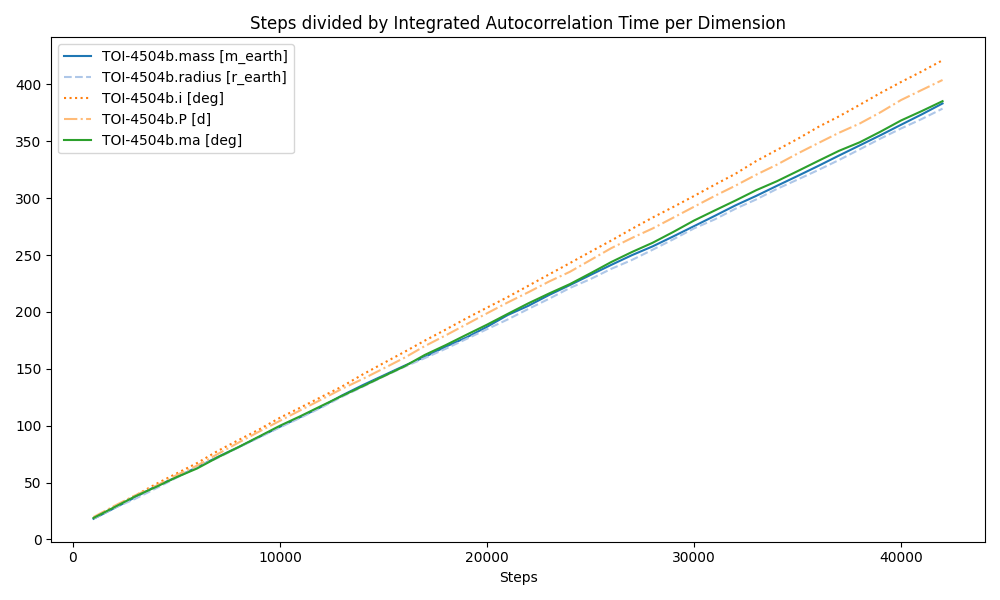 Steps divided by Integrated Autocorrelation Time per Dimension
TOI-4504b.mass [m_earth]
TOI-4504b.radius [r_earth]
TOI-4504b.i [deg]
TOI-4504b.P [d]
TOI-4504b.ma [deg]
400
350
300
250
200
150
100
50
0
0 10000 20000 30000 40000
Steps